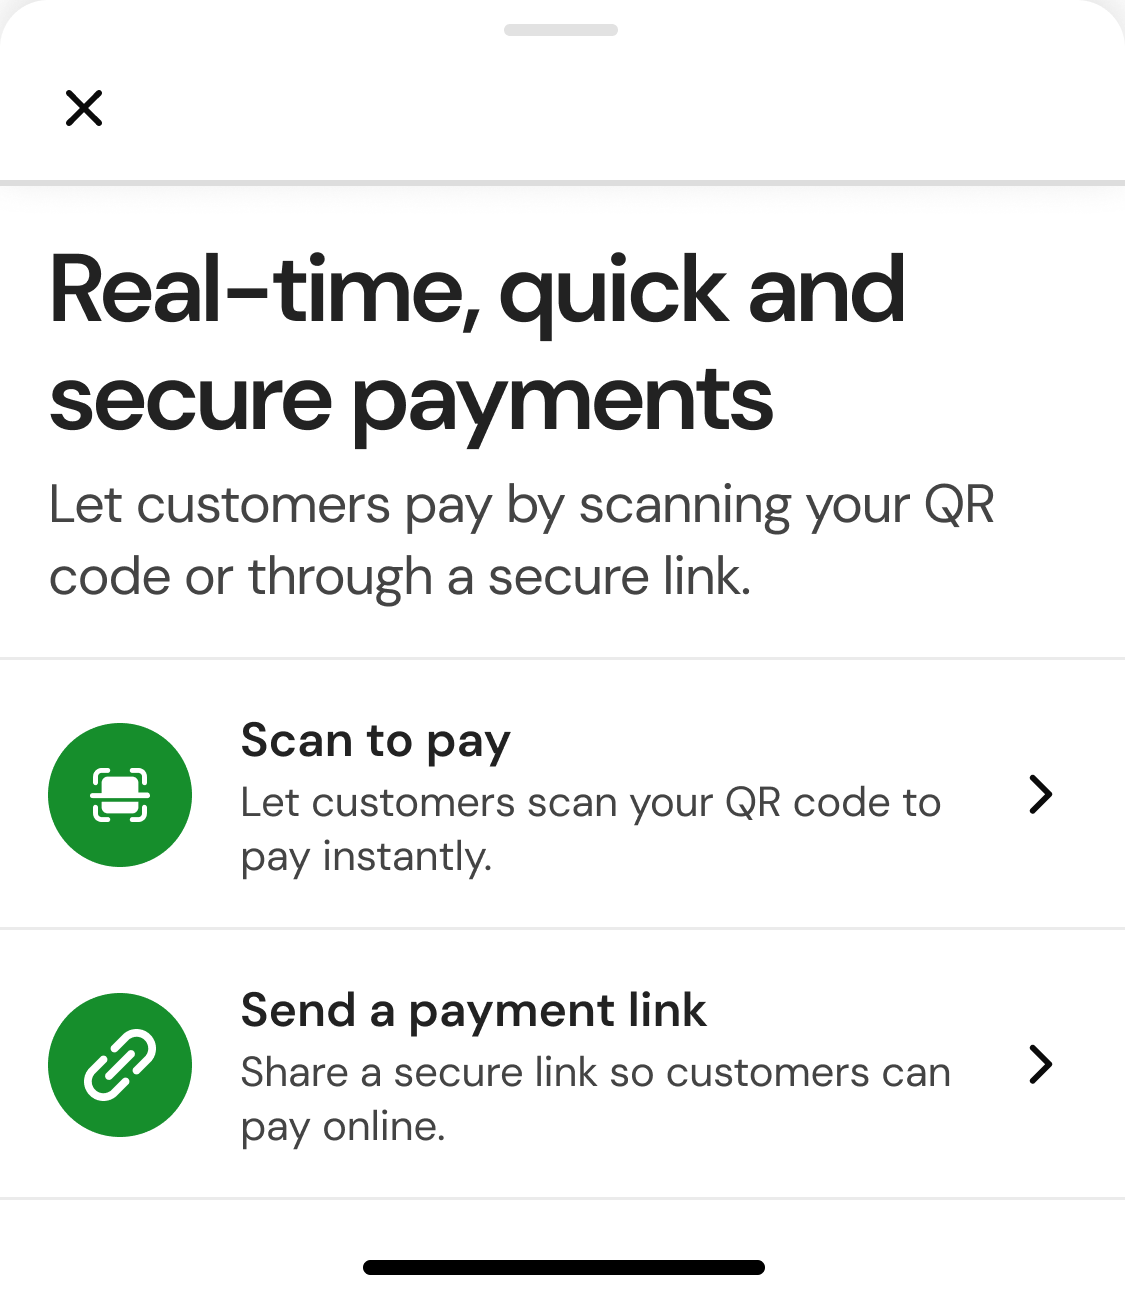 Real-time, quick and
secure payments
Let customers pay by scanning your QR
code or through a secure link.
Scan to pay
Let customers scan your QR code to
pay instantly.
Send a payment link
Share a secure link so customers can
pay online.